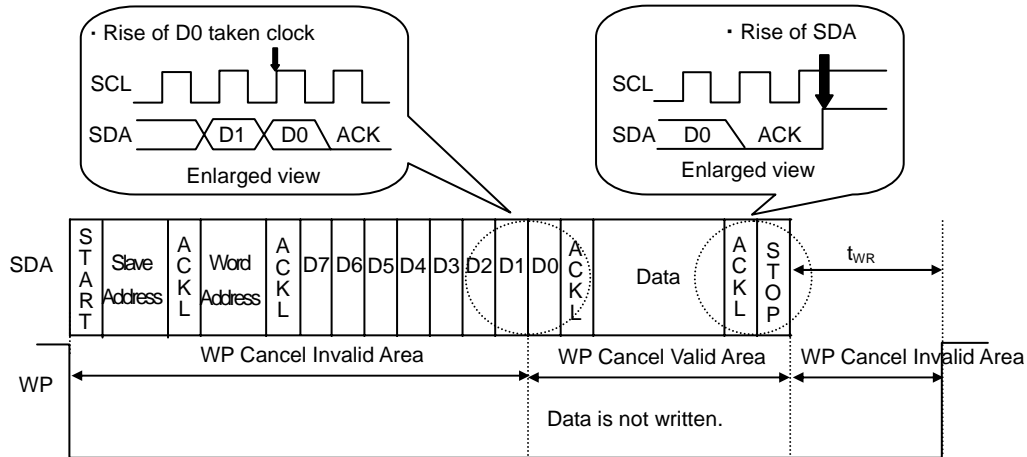 ・Rise of D0 taken clock
SCL
SDA D1 D0 ACK
Enlarged view
・Rise of SDA
SCL
SDA D0 ACK
Enlarged view
SDA START Slave Address ACKL Word Address ACKL D7 D6 D5 D4 D3 D2 D1 D0 ACKL Data ACKL STOP tWR
WP Cancel Invalid Area WP Cancel Valid Area WP Cancel Invalid Area
WP
Data is not written.